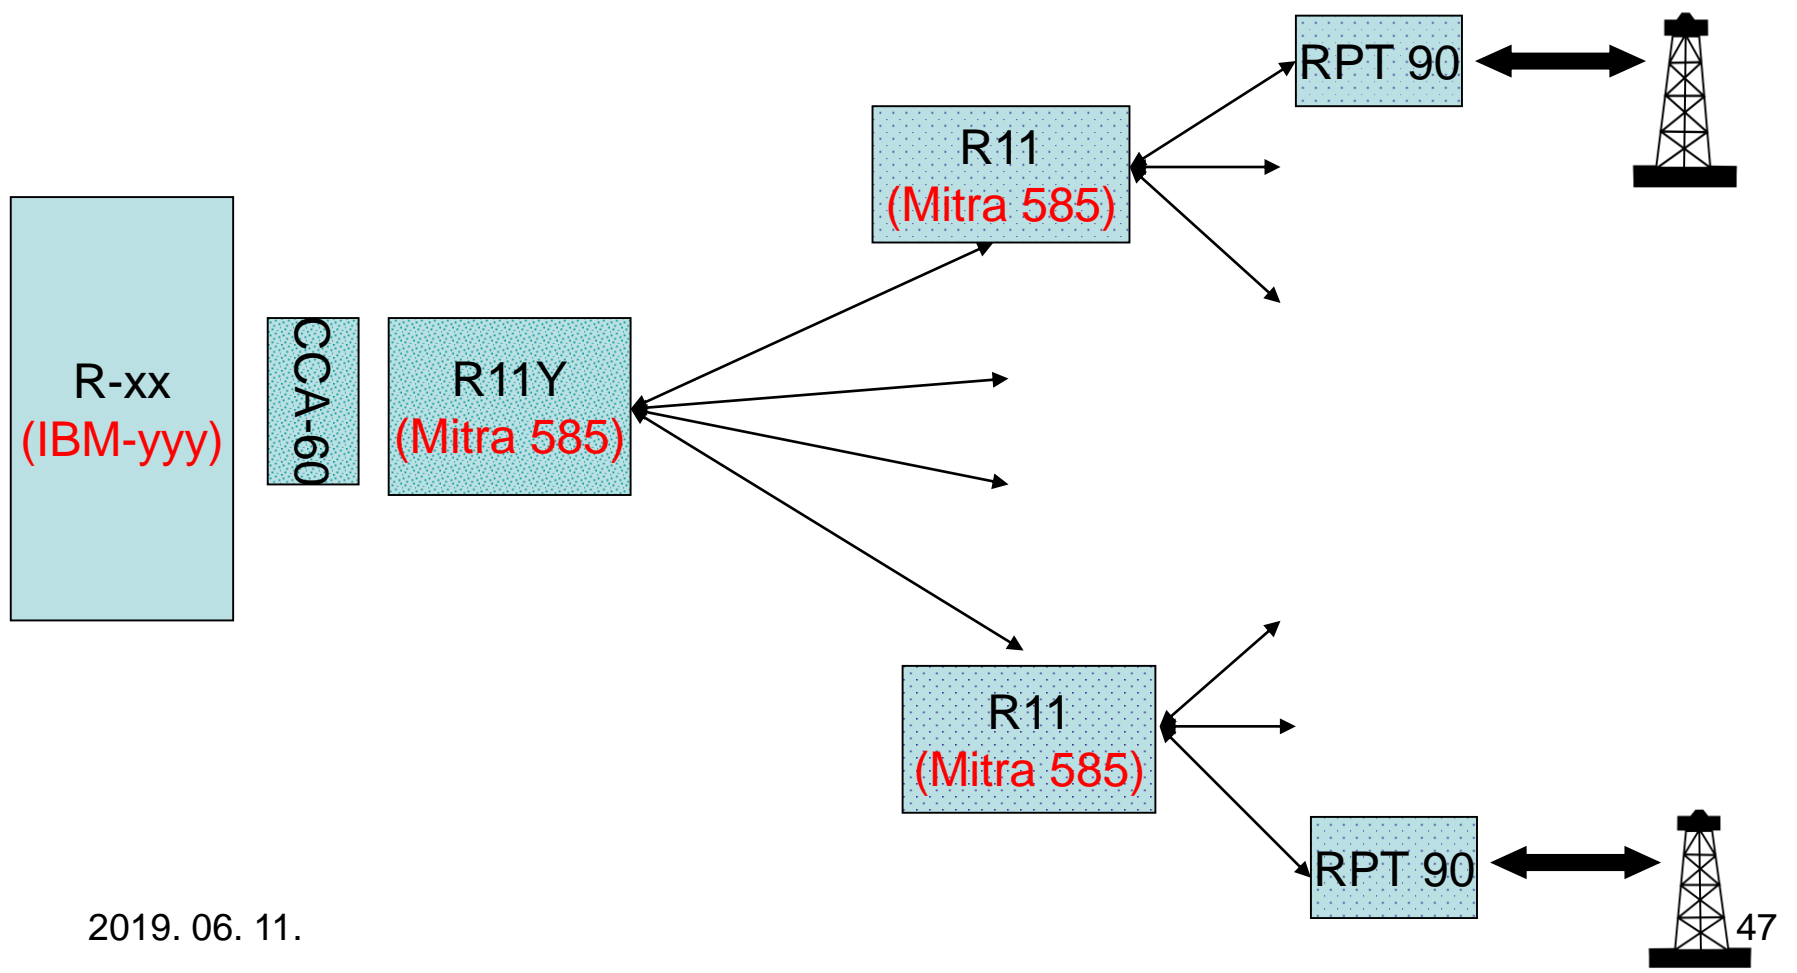 R-xx
(IBM-yyy)
CCA-60
R11Y
(Mitra 585)
R11
(Mitra 585)
RPT 90
R11
(Mitra 585)
RPT 90
2019. 06. 11.
47